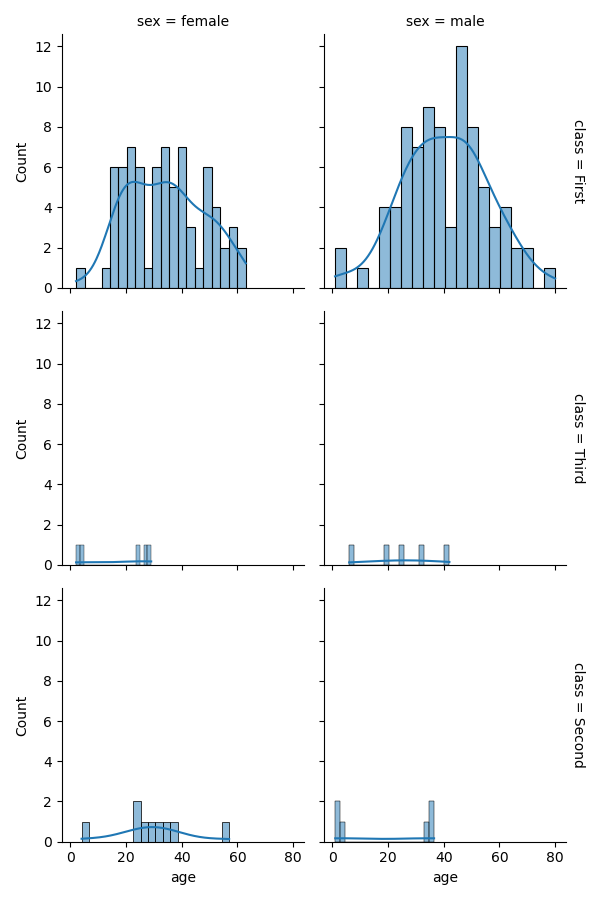 sex = female
sex = male
12
10
8
6
4
2
0
Count
class = First
12
10
8
6
4
2
0
Count
class = Third
12
10
8
6
4
2
0
Count
class = Second
0 20 40 60 80
0 20 40 60 80
age
age